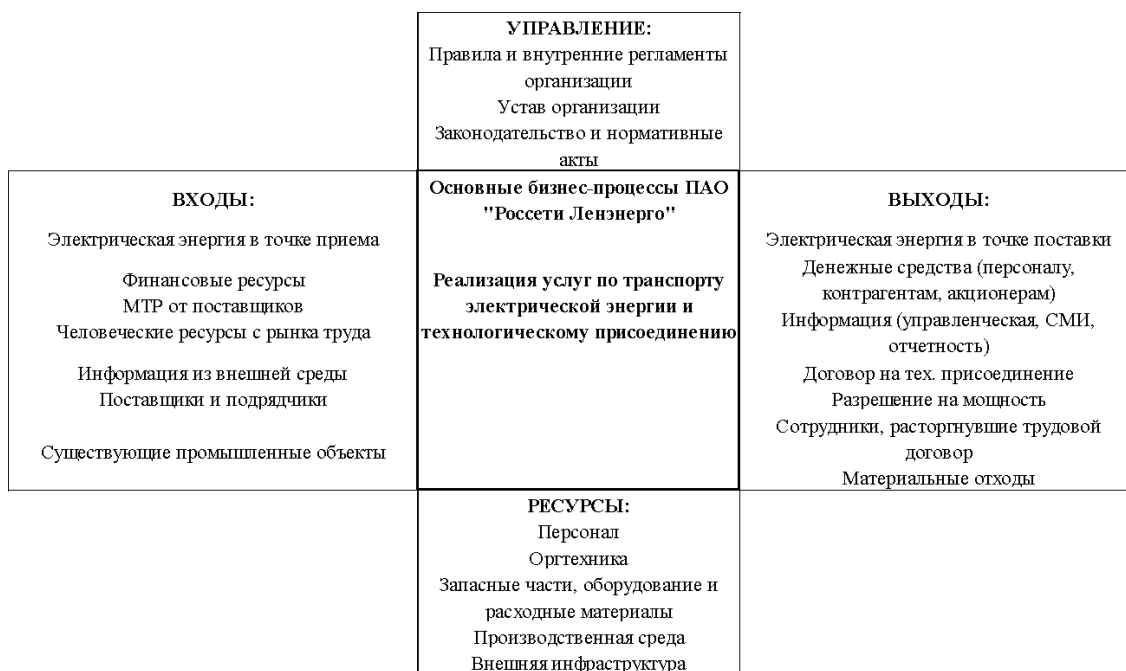 УПРАВЛЕНИЕ:
Правила и внутренние регламенты
организации
Устав организации
Законодательство и нормативные
акты
ВХОДЫ:
Электрическая энергия в точке приема
Финансовые ресурсы
МТР от поставщиков
Человеческие ресурсы с рынка труда
Информация из внешней среды
Поставщики и подрядчики
Существующие промышленные объекты
Основные бизнес-процессы ПАО
"Россети Ленэнерго"
Реализация услуг по транспорту
электрической энергии и
технологическому присоединению
ВЫХОДЫ:
Электрическая энергия в точке поставки
Денежные средства (персоналу,
контрагентам, акционерам)
Информация (управленческая, СМИ,
отчетность)
Договор на тех. присоединение
Разрешение на мощность
Сотрудники, расторгнувшие трудовой
договор
Материальные отходы
РЕСУРСЫ:
Персонал
Оргтехника
Запасные части, оборудование и
расходные материалы
Производственная среда
Внешняя инфраструктура